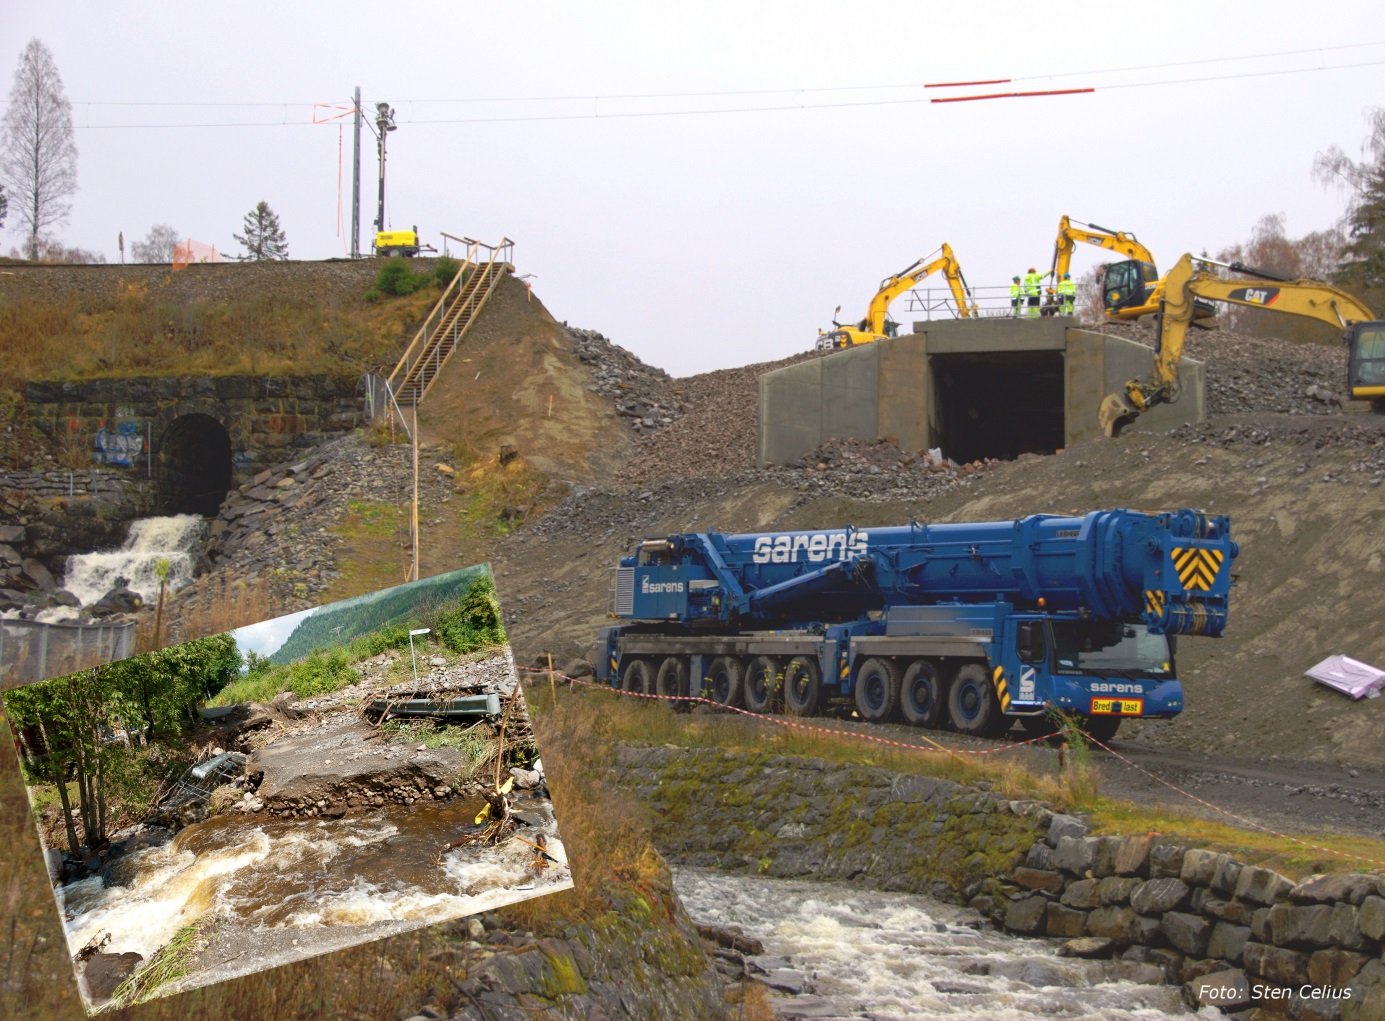 CAT
JCB
sarens
sarens
sarens
Bred last
Foto: Sten Celius